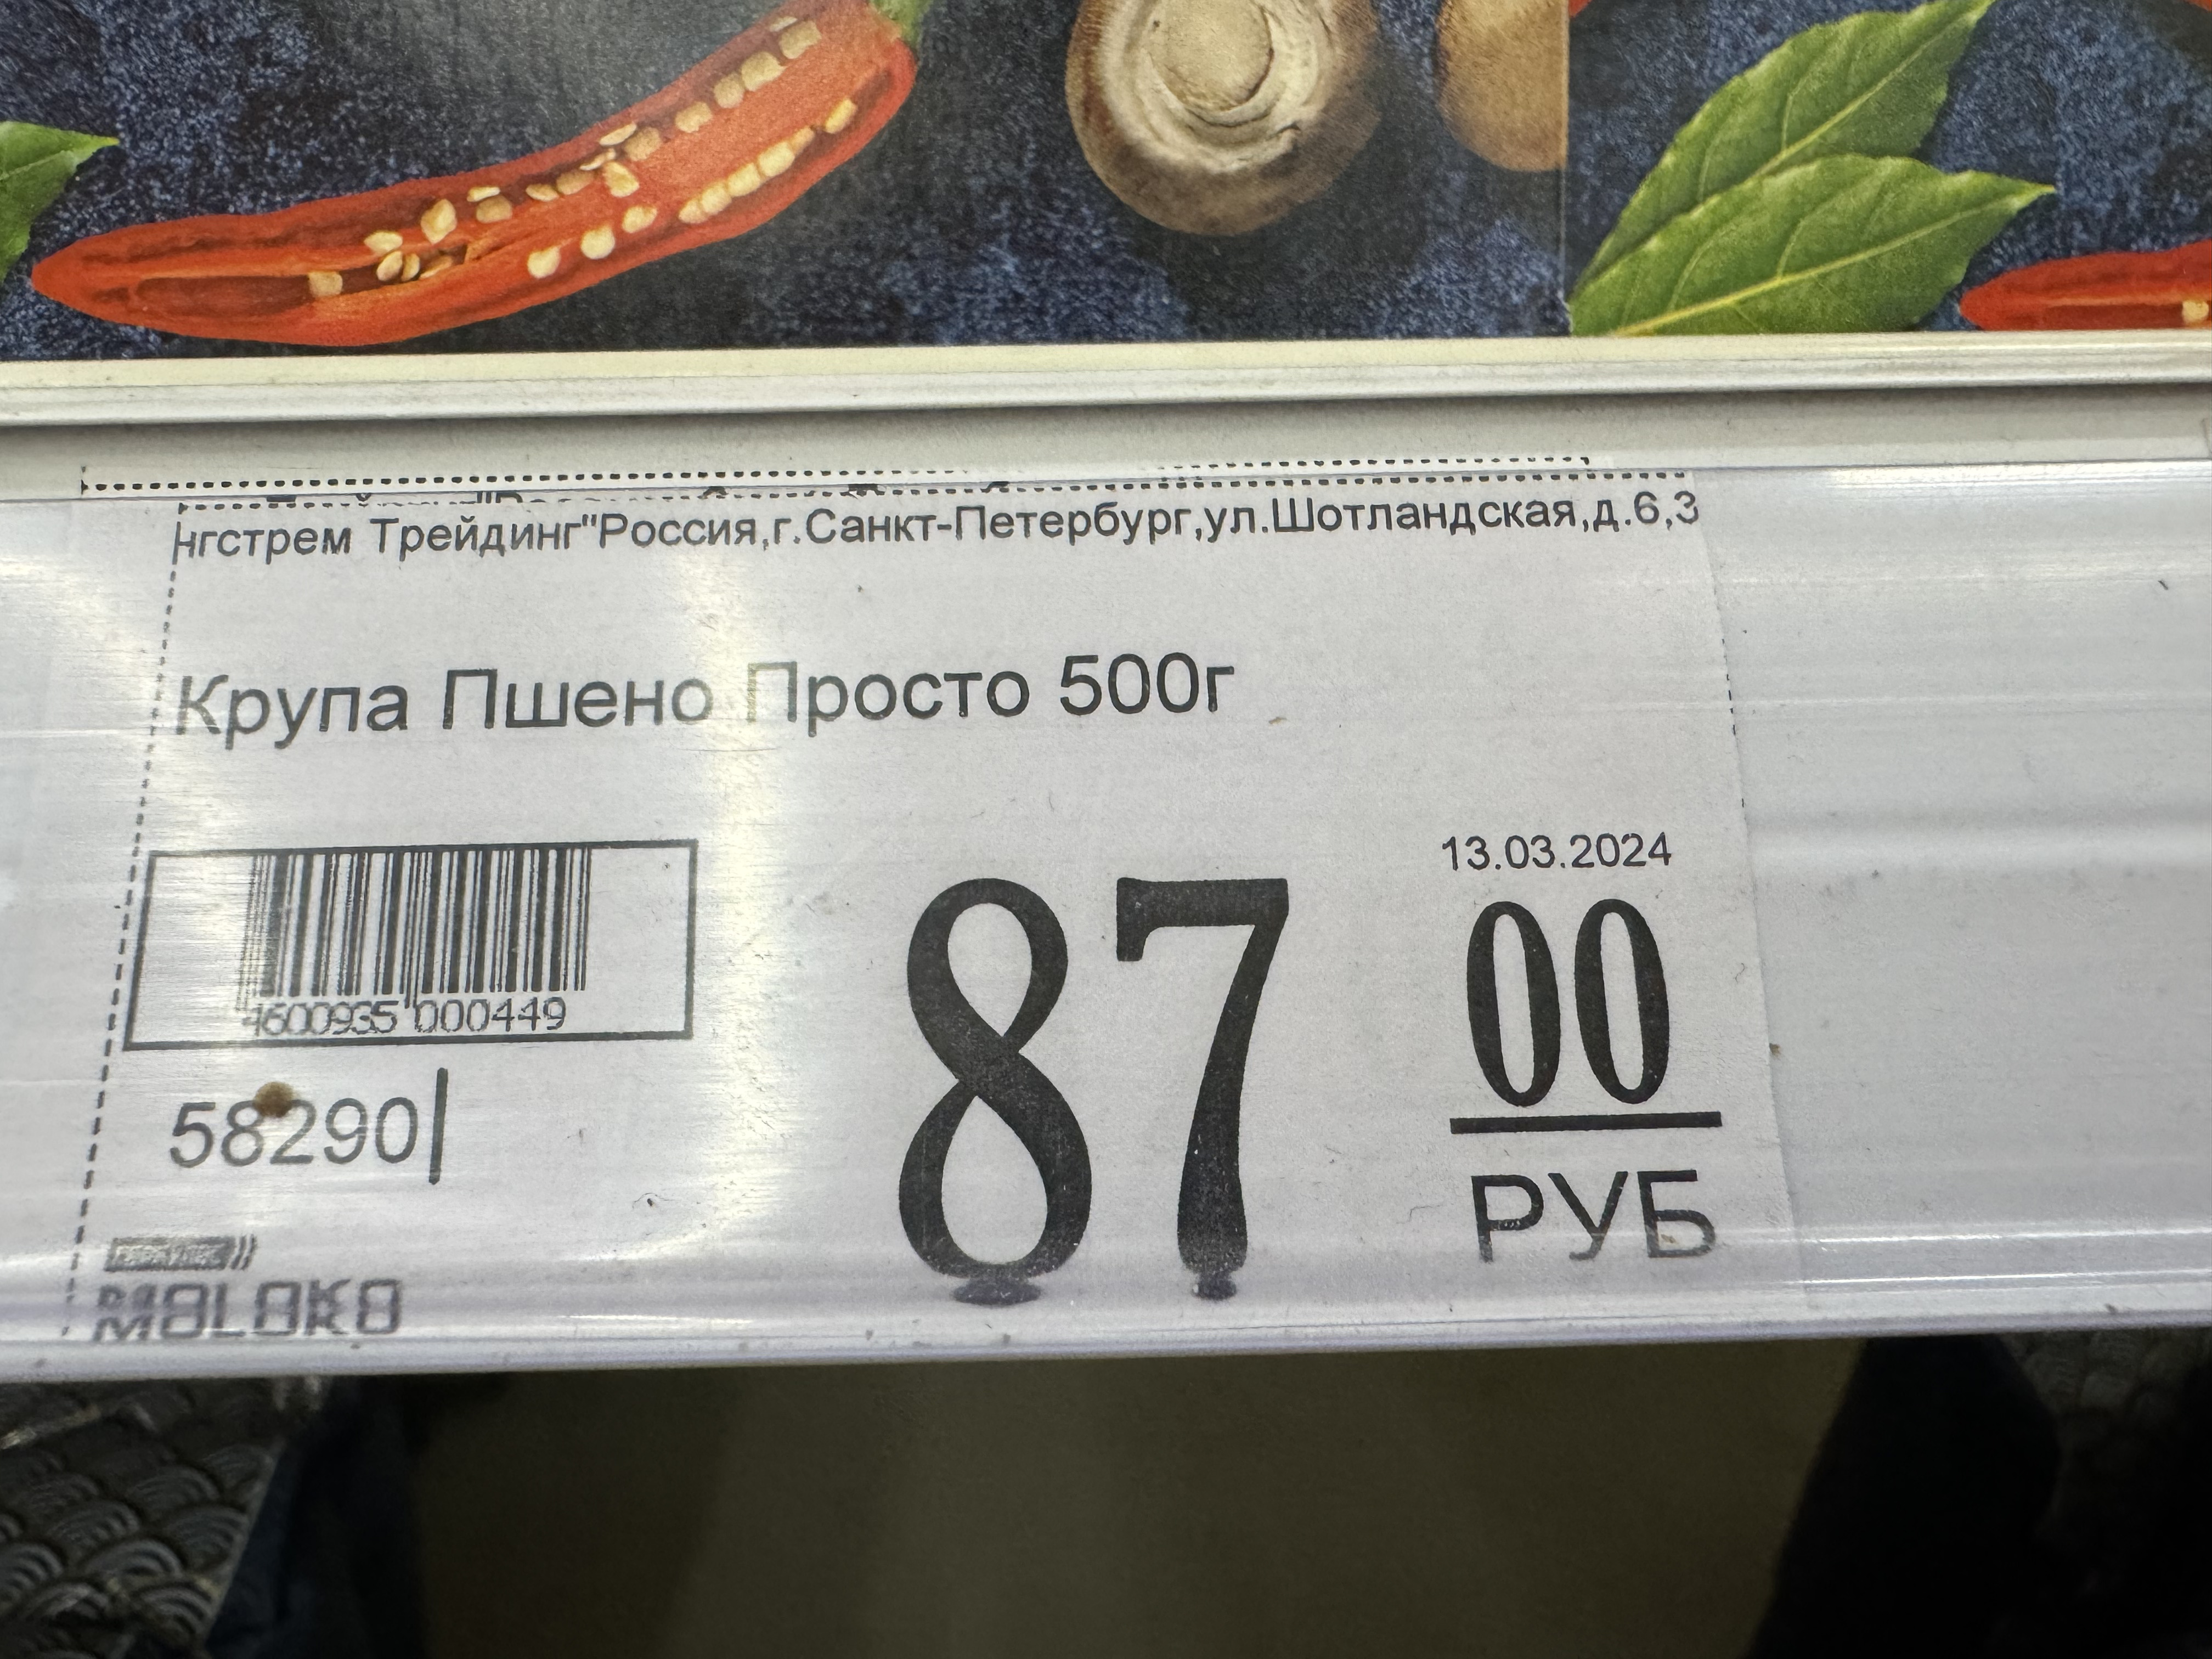 нгстрем Трейдинг"Россия,г.Санкт-Петербург,ул.Шотландская,д.6,3
Крупа Пшено Просто 500г
13.03.2024
87 00
РУБ
4600935 000449
58290
MOLOKO